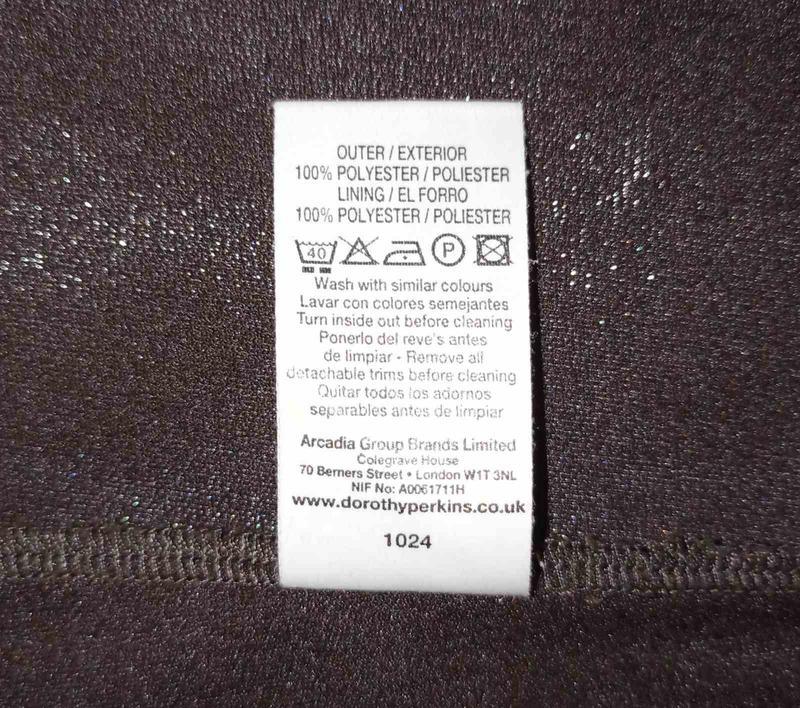 OUTER / EXTERIOR
100% POLYESTER / POLIESTER
LINING / EL FORRO
100% POLYESTER / POLIESTER
40 P
Wash with similar colours
Lavar con colores semejantes
Turn inside out before cleaning
Ponerlo del reve's antes
de limpiar - Remove all
detachable trims before cleaning
Quitar todos los adornos
separables antes de limpiar
Arcadia Group Brands Limited
Colegrave House
70 Berners Street • London W1T 3NL
NIF No: A0061711H
www.dorothyperkins.co.uk
1024